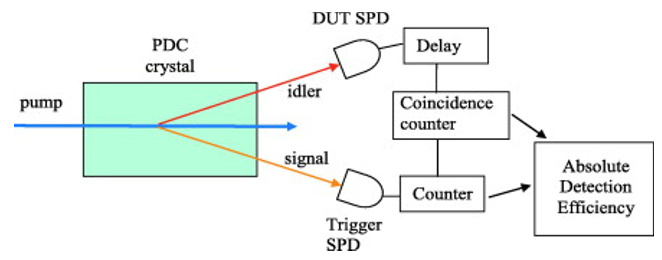 DUT SPD
PDC
crystal
Delay
pump
idler
Coincidence
counter
signal
Absolute
Detection
Efficiency
Counter
Trigger
SPD